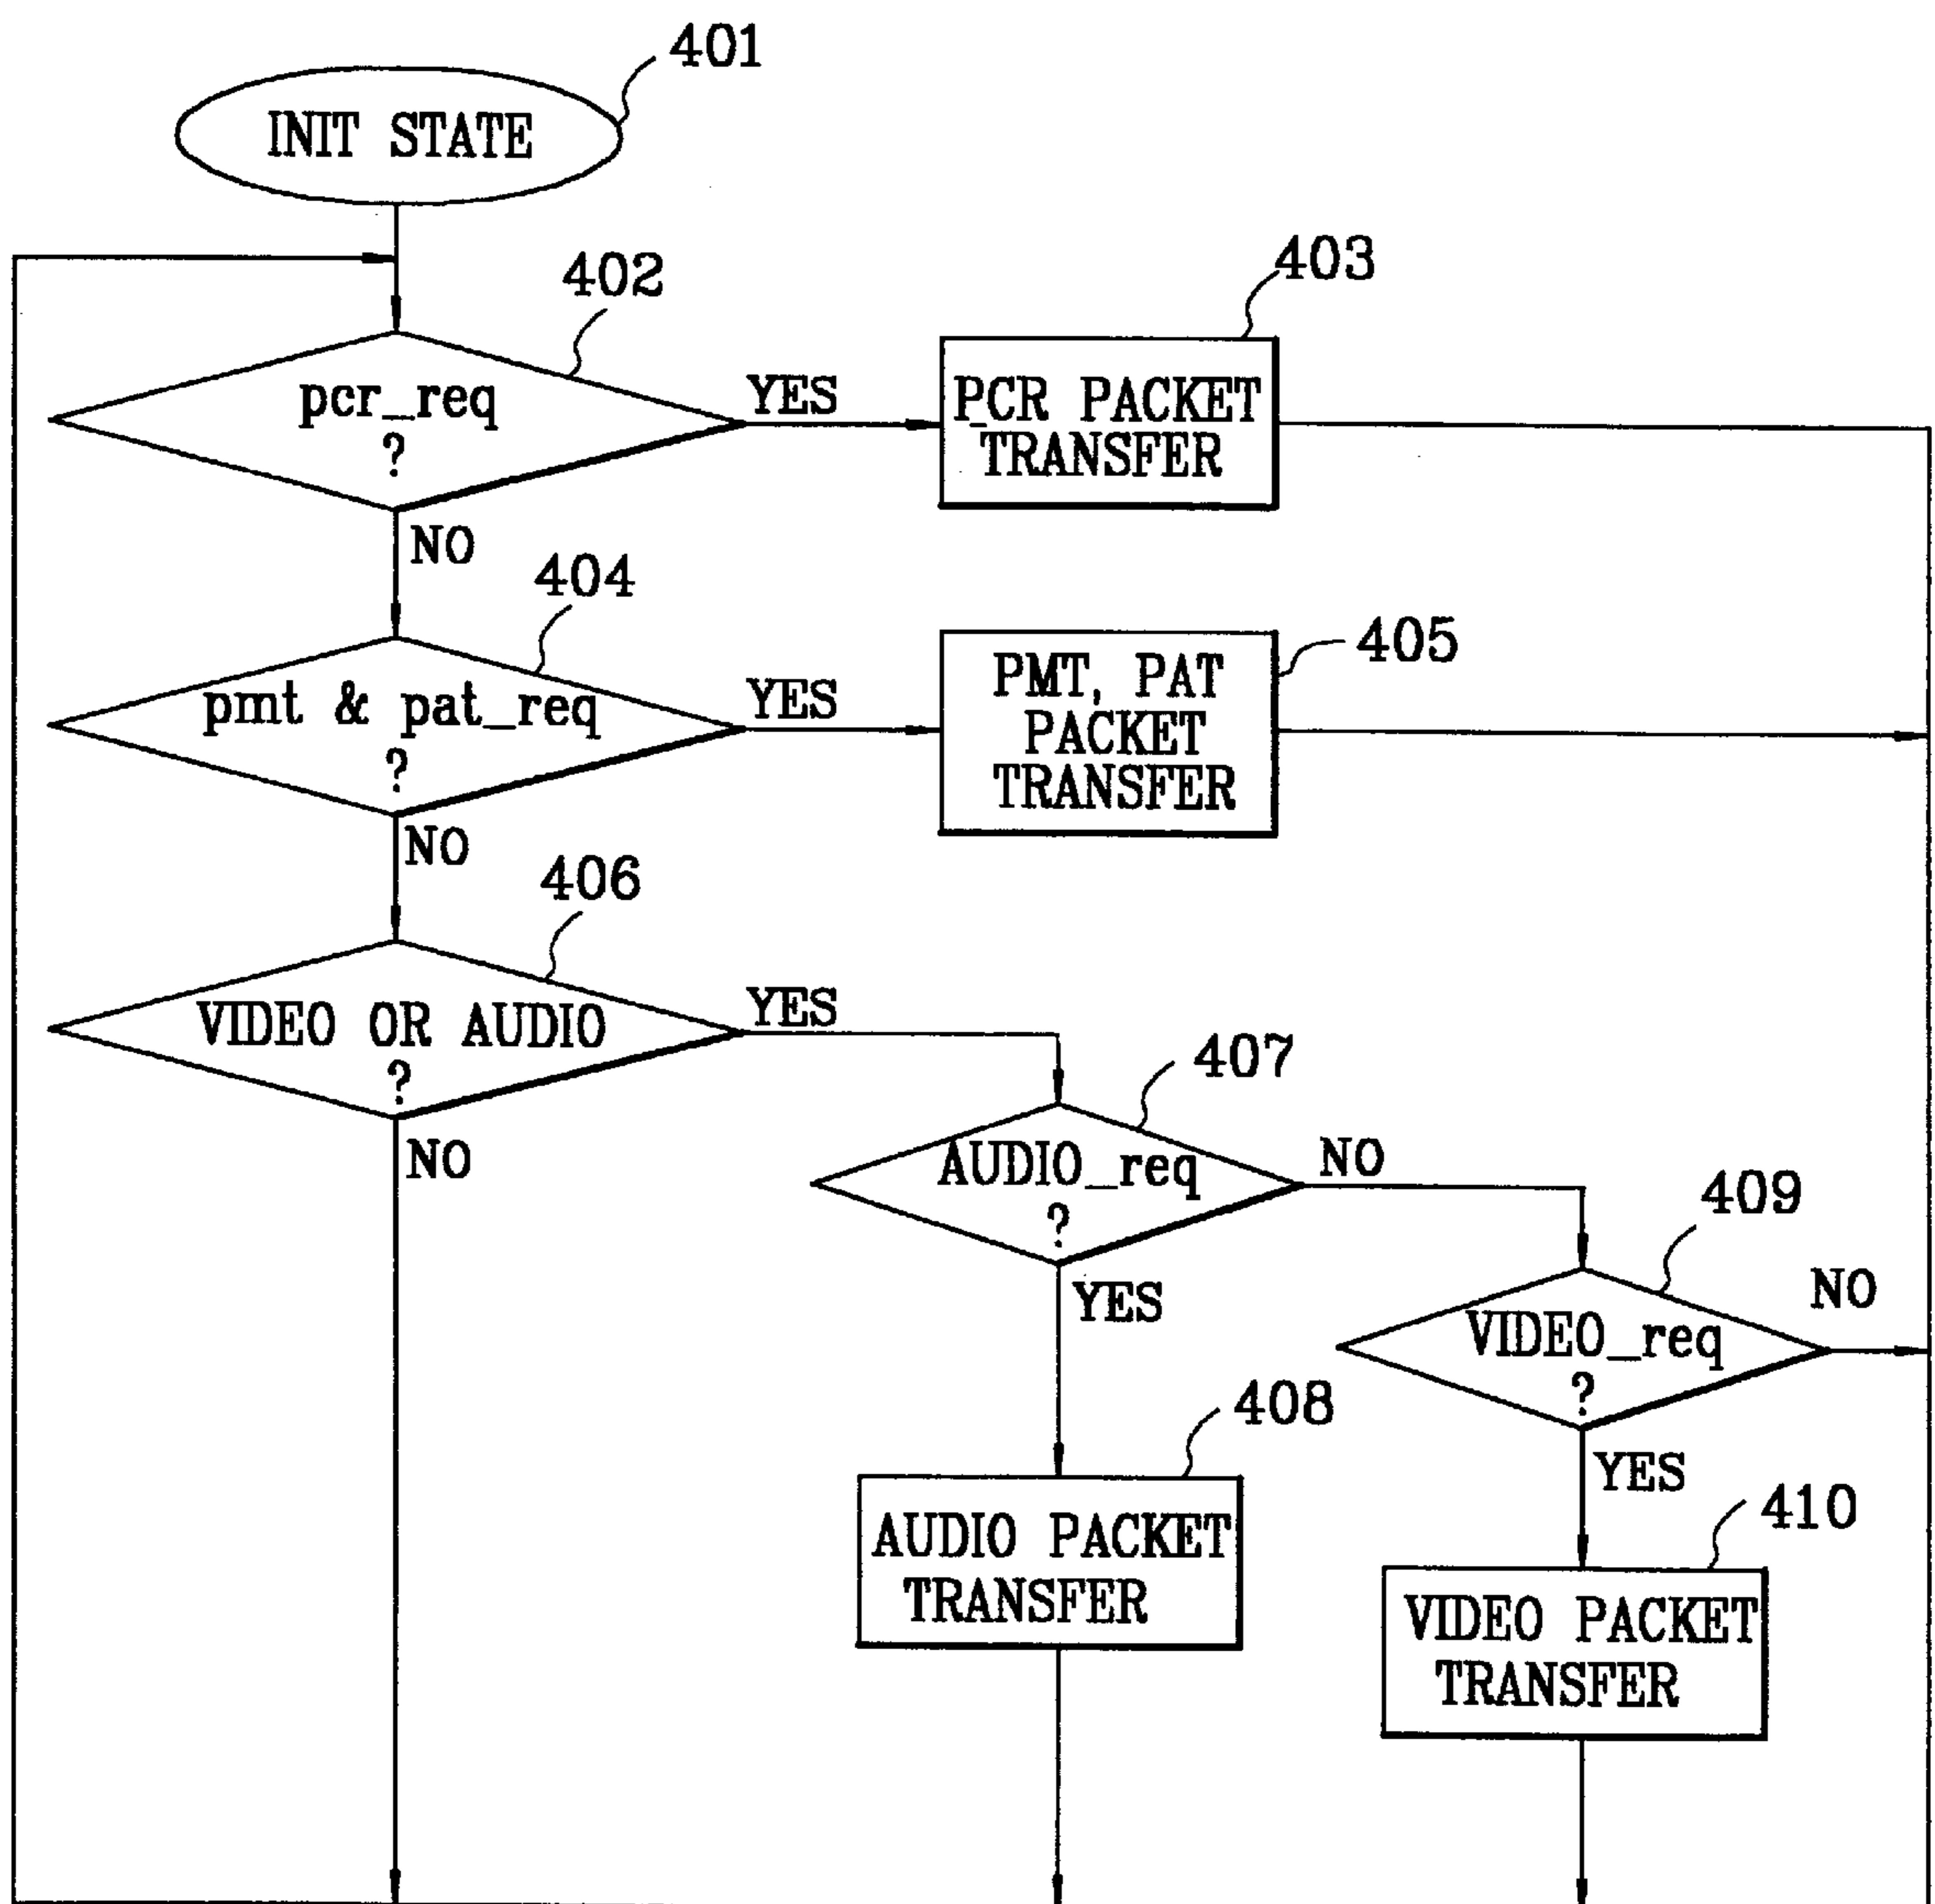 401
INIT STATE
402
403
pcr_req
?
YES
PCR PACKET
TRANSFER
NO
404
405
pmt & pat_req
?
YES
PMT, PAT
PACKET
TRANSFER
NO
406
VIDEO OR AUDIO
?
YES
NO
407
AUDIO_req
?
NO
YES
409
VIDEO_req
?
NO
YES
408
AUDIO PACKET
TRANSFER
410
VIDEO PACKET
TRANSFER